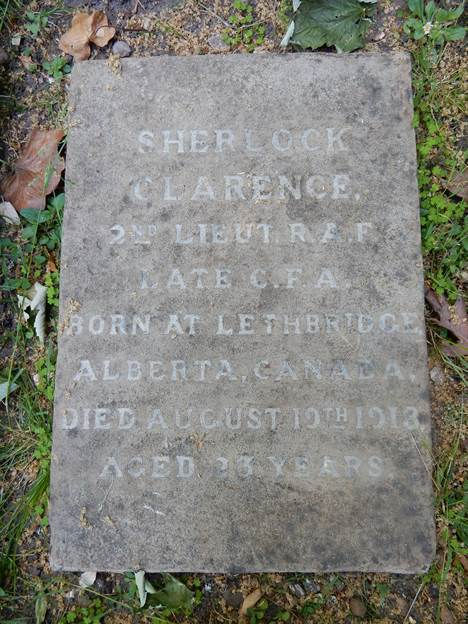 SHERLOCK
CLARENCE.
2ND LIEUT. R.A.F.
LATE C.F.A.
BORN AT LETHBRIDGE
ALBERTA, CANADA.
DIED AUGUST 19TH 1918.
AGED 23 YEARS